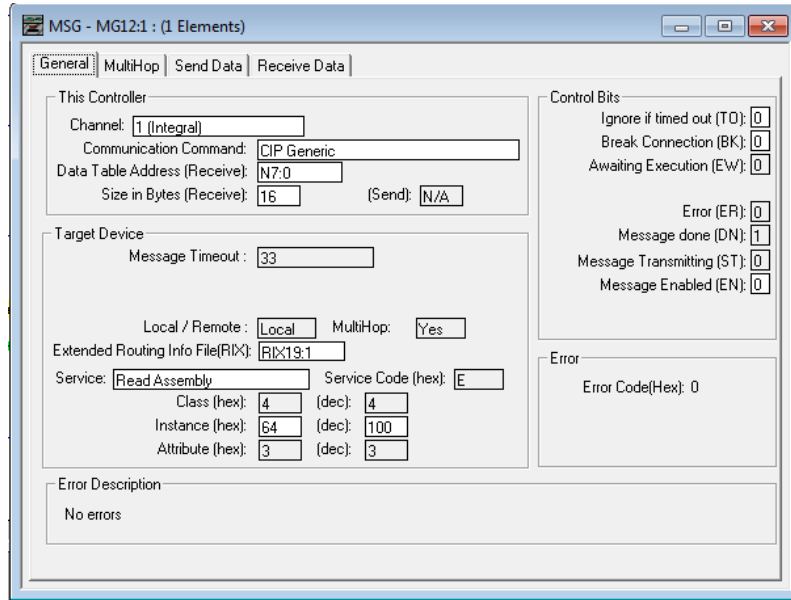 MSG - MG12:1 : (1 Elements)
General MultiHop Send Data Receive Data
This Controller
Channel: 1 (Integral)
Communication Command: CIP Generic
Data Table Address (Receive): N7:0
Size in Bytes (Receive): 16 (Send): N/A
Target Device
Message Timeout : 33
Local / Remote : Local MultiHop: Yes
Extended Routing Info File(RIX): RIX19:1
Service: Read Assembly Service Code (hex): E
Class (hex): 4 (dec): 4
Instance (hex): 64 (dec): 100
Attribute (hex): 3 (dec): 3
Control Bits
Ignore if timed out (TO): 0
Break Connection (BK): 0
Awaiting Execution (EW): 0
Error (ER): 0
Message done (DN): 1
Message Transmitting (ST): 0
Message Enabled (EN): 0
Error
Error Code(Hex): 0
Error Description
No errors